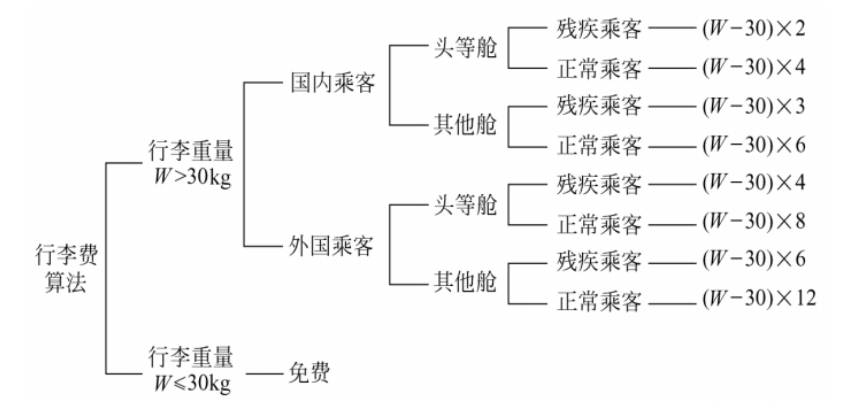 行李费
算法
行李重量
W>30kg
国内乘客
头等舱
残疾乘客 (W-30)×2
正常乘客 (W-30)×4
其他舱
残疾乘客 (W-30)×3
正常乘客 (W-30)×6
外国乘客
头等舱
残疾乘客 (W-30)×4
正常乘客 (W-30)×8
其他舱
残疾乘客 (W-30)×6
正常乘客 (W-30)×12
行李重量
W≤30kg
免费